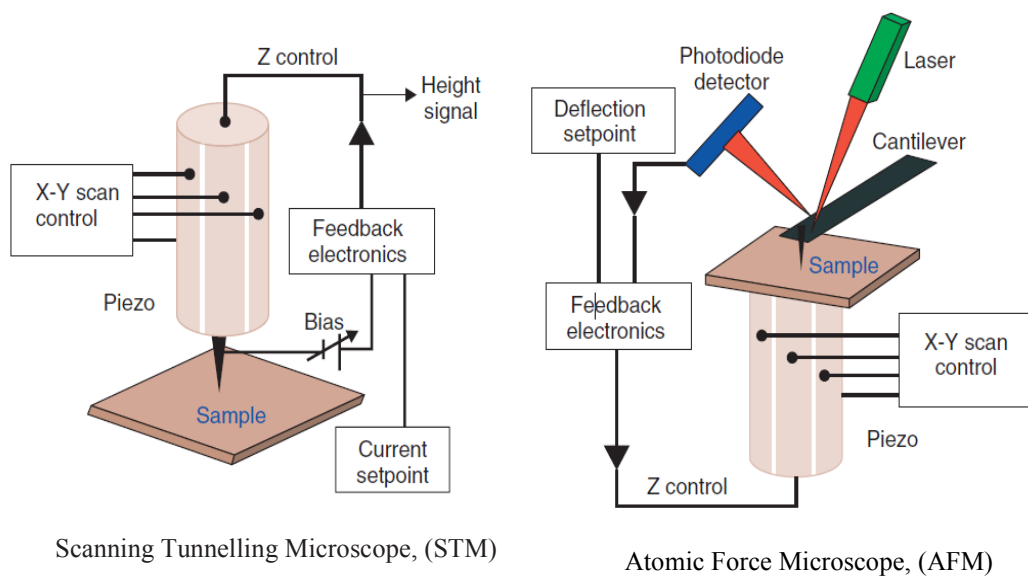 Z control
Height
signal
X-Y scan
control
Feedback
electronics
Piezo
Bias
Sample
Current
setpoint
Scanning Tunnelling Microscope, (STM)
Photodiode
detector
Laser
Deflection
setpoint
Cantilever
Sample
Feedback
electronics
X-Y scan
control
Piezo
Z control
Atomic Force Microscope, (AFM)